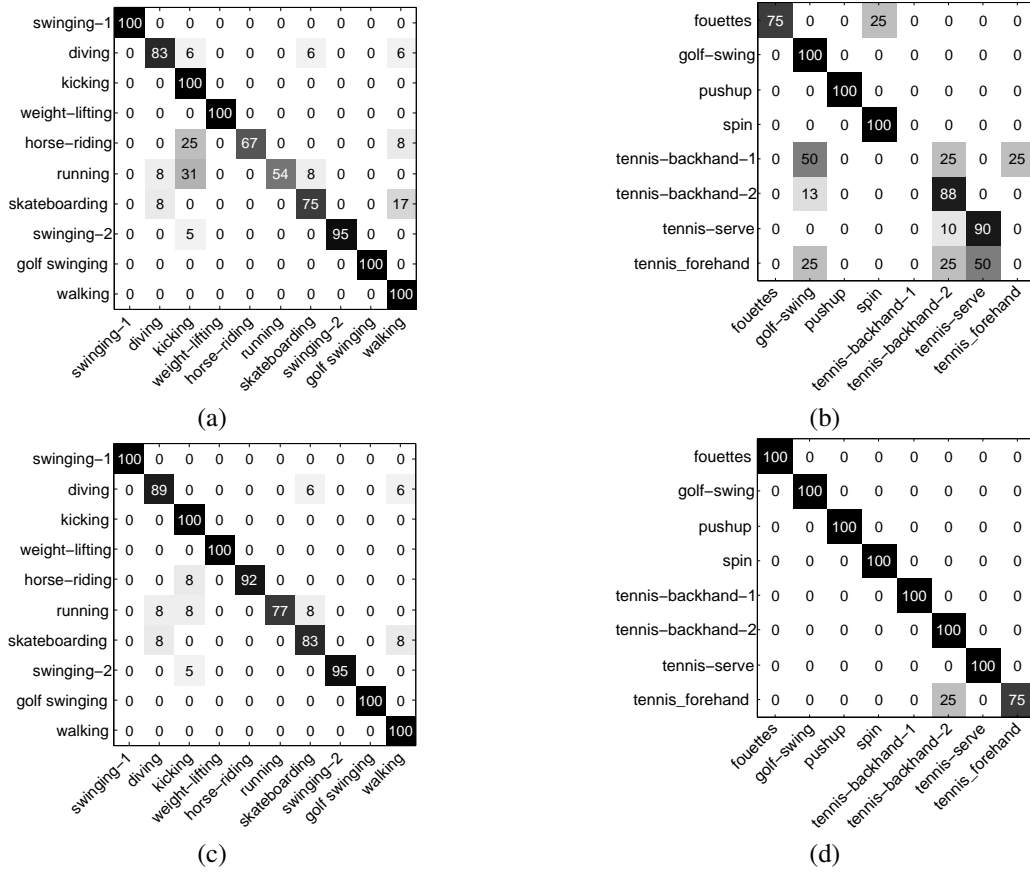 swinging−1 100 0 0 0 0 0 0 0 0 0
diving 0 83 6 0 0 0 6 0 0 6
kicking 0 0 100 0 0 0 0 0 0 0
weight−lifting 0 0 0 100 0 0 0 0 0 0
horse−riding 0 0 25 0 67 0 0 0 0 8
running 0 8 31 0 0 54 8 0 0 0
skateboarding 0 8 0 0 0 0 75 0 0 17
swinging−2 0 0 5 0 0 0 0 95 0 0
golf swinging 0 0 0 0 0 0 0 0 100 0
walking 0 0 0 0 0 0 0 0 0 100
swinging−1
diving
kicking
weight−lifting
horse−riding
running
skateboarding
swinging−2
golf swinging
walking
(a)
fouettes 75 0 0 25 0 0 0 0
golf−swing 0 100 0 0 0 0 0 0
pushup 0 0 100 0 0 0 0 0
spin 0 0 0 100 0 0 0 0
tennis−backhand−1 0 50 0 0 0 25 0 25
tennis−backhand−2 0 13 0 0 0 88 0 0
tennis−serve 0 0 0 0 0 10 90 0
tennis_forehand 0 25 0 0 0 25 50 0
fouettes
golf−swing
pushup
spin
tennis−backhand−1
tennis−backhand−2
tennis−serve
tennis_forehand
(b)
swinging−1 100 0 0 0 0 0 0 0 0 0
diving 0 89 0 0 0 0 6 0 0 6
kicking 0 0 100 0 0 0 0 0 0 0
weight−lifting 0 0 0 100 0 0 0 0 0 0
horse−riding 0 0 8 0 92 0 0 0 0 0
running 0 8 8 0 0 77 8 0 0 0
skateboarding 0 8 0 0 0 0 83 0 0 8
swinging−2 0 0 5 0 0 0 0 95 0 0
golf swinging 0 0 0 0 0 0 0 0 100 0
walking 0 0 0 0 0 0 0 0 0 100
swinging−1
diving
kicking
weight−lifting
horse−riding
running
skateboarding
swinging−2
golf swinging
walking
(c)
fouettes 100 0 0 0 0 0 0 0
golf−swing 0 100 0 0 0 0 0 0
pushup 0 0 100 0 0 0 0 0
spin 0 0 0 100 0 0 0 0
tennis−backhand−1 0 0 0 0 100 0 0 0
tennis−backhand−2 0 0 0 0 0 100 0 0
tennis−serve 0 0 0 0 0 0 100 0
tennis_forehand 0 0 0 0 0 25 0 75
fouettes
golf−swing
pushup
spin
tennis−backhand−1
tennis−backhand−2
tennis−serve
tennis_forehand
(d)